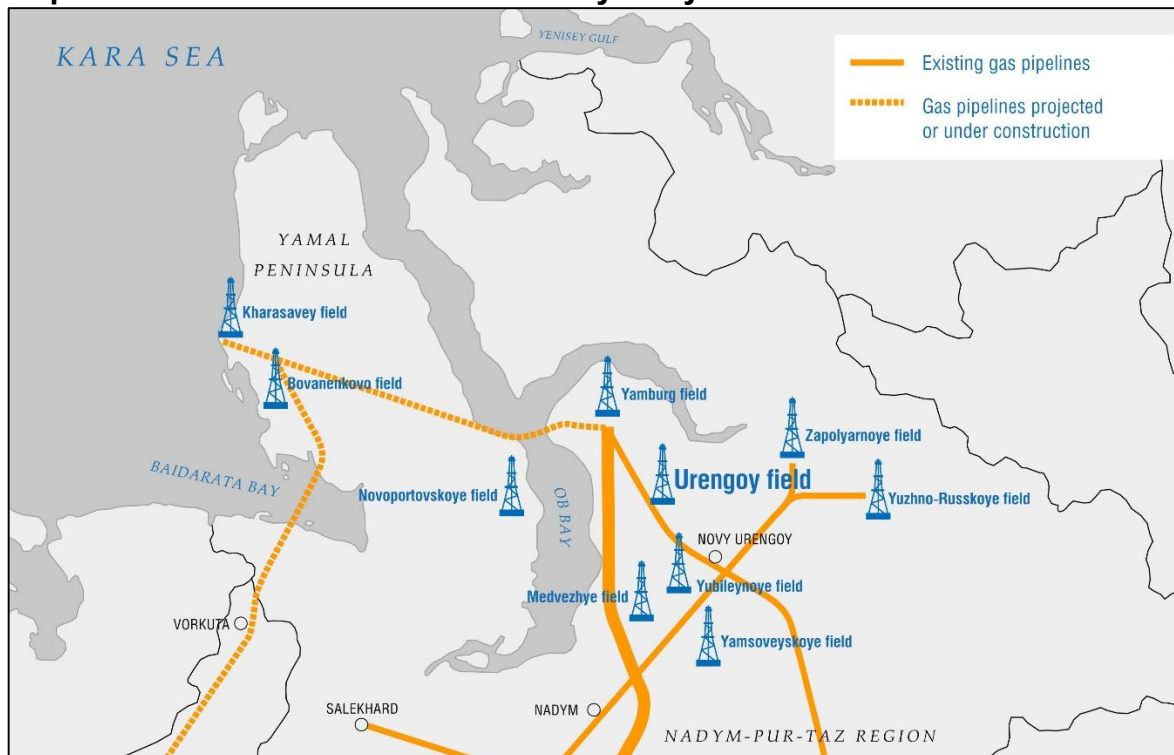 YENISEY GULF
KARA SEA
Existing gas pipelines
Gas pipelines projected
or under construction
YAMAL
PENINSULA
Kharasavey field
Bovanenkovo field
Yamburg field
Zapolyarnoye field
Urengoy field
BAIDARATA BAY
Novoportovskoye field
OB BAY
Yuzhno-Russkoye field
NOVY URENGOY
Medvezhye field
Yubileynoye field
VORKUTA
Yamsoveyskoye field
SALEKHARD
NADYM
NADYM-PUR-TAZ REGION